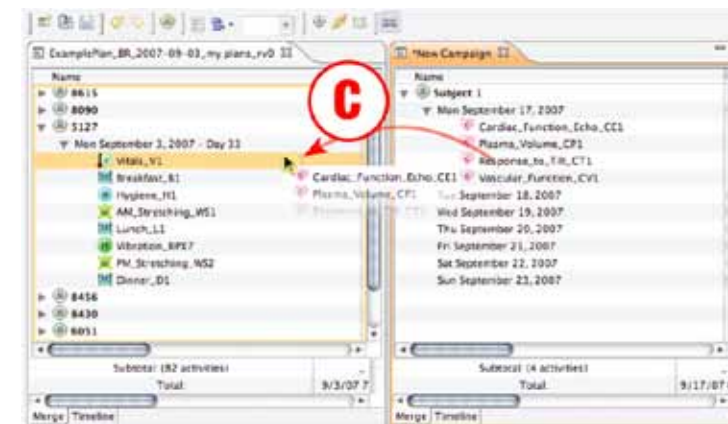 ExamplePlan_BR_2007-09-03_my plans_rv0
Name
8615
8090
5127
Mon September 3, 2007 - Day 33
Vitals_V1
Breakfast_B1
Hygiene_H1
AM_Stretching_WS1
Lunch_L1
Vibration_BPE7
PM_Stretching_WS2
Dinner_D1
8456
8430
8051
Subtotal (82 activities)
Total
9/3/07 7
Merge Timeline
C
Cardiac_Function_Echo_CE1
Plasma_Volume_CP1
*New Campaign
Name
Subject 1
Mon September 17, 2007
Cardiac_Function_Echo_CE1
Plasma_Volume_CP1
Response_to_Tilt_CT1
Vascular_Function_CV1
Tue September 18, 2007
Wed September 19, 2007
Thu September 20, 2007
Fri September 21, 2007
Sat September 22, 2007
Sun September 23, 2007
Subtotal (4 activities)
Total
9/17/07
Merge Timeline